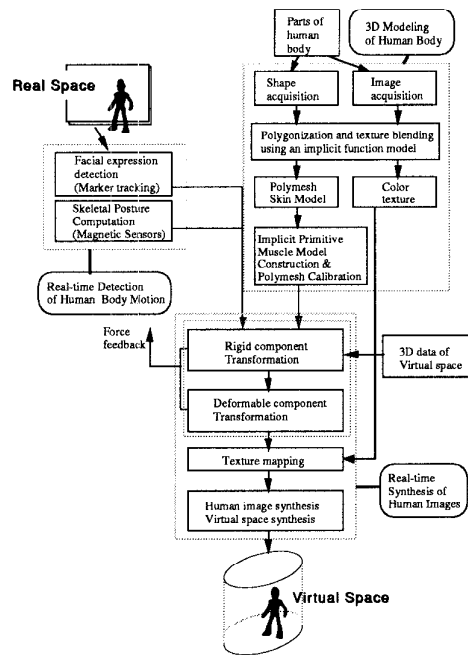 Parts of
human
body
3D Modeling
of Human Body
Real Space
Shape
acquisition
Image
acquisition
Polygonization and texture blending
using an implicit function model
Facial expression
detection
(Marker tracking)
Skeletal Posture
Computation
(Magnetic Sensors)
Polymesh
Skin Model
Color
texture
Implicit Primitive
Muscle Model
Construction &
Polymesh Calibration
Real-time Detection
of Human Body Motion
Force
feedback
Rigid component
Transformation
3D data of
Virtual space
Deformable component
Transformation
Texture mapping
Real-time
Synthesis of
Human Images
Human image synthesis
Virtual space synthesis
Virtual Space